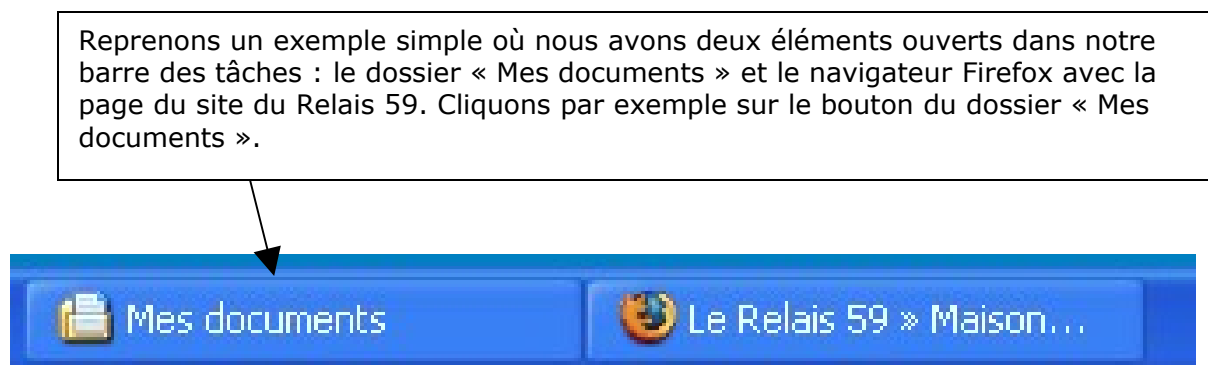 Reprenons un exemple simple où nous avons deux éléments ouverts dans notre
barre des tâches : le dossier « Mes documents » et le navigateur Firefox avec la
page du site du Relais 59. Cliquons par exemple sur le bouton du dossier « Mes
documents ».
Mes documents
Le Relais 59 » Maison...